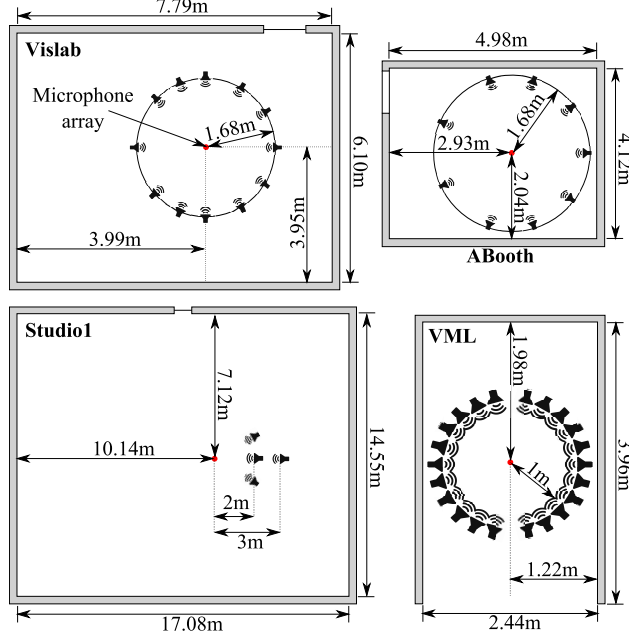 7.79m
Vislab
Microphone
array
1.68m
3.99m
3.95m
6.10m
4.98m
1.68m
2.93m
2.04m
4.12m
ABooth
Studio1
7.12m
10.14m
2m
3m
14.55m
17.08m
VML
1.98m
1m
1.22m
2.44m
3.96m